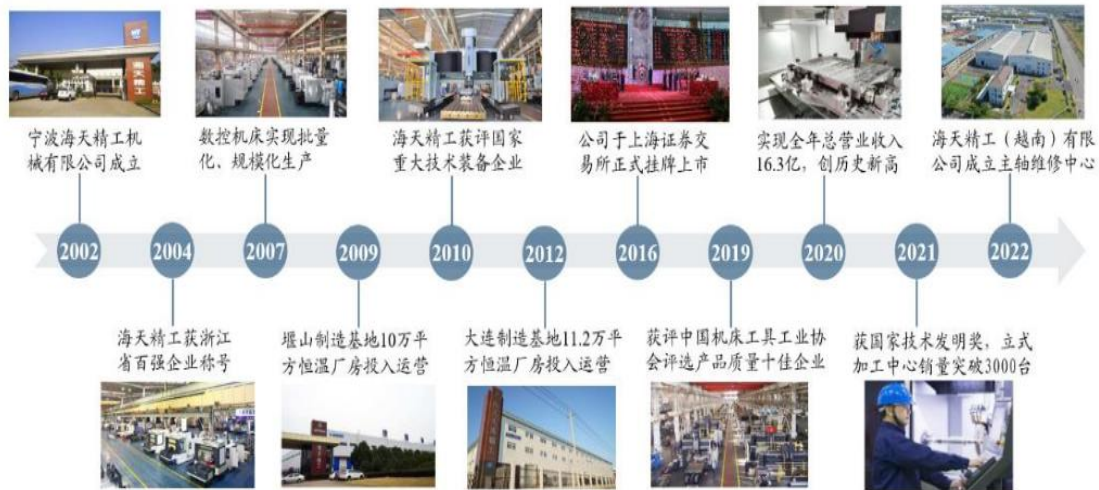 海天精工
宁波海天精工机
械有限公司成立
数控机床实现批量
化、规模化生产
海天精工获评国家
重大技术装备企业
公司于上海证券交
易所正式挂牌上市
实现全年总营业收入
16.3亿，创历史新高
海天精工（越南）有限
公司成立主轴维修中心
2002
2004
2007
2009
2010
2012
2016
2019
2020
2021
2022
海天精工获浙江
省百强企业称号
堰山制造基地10万平
方恒温厂房投入运营
大连制造基地11.2万平
方恒温厂房投入运营
获评中国机床工具工业协
会评选产品质量十佳企业
获国家技术发明奖，立式
加工中心销量突破3000台